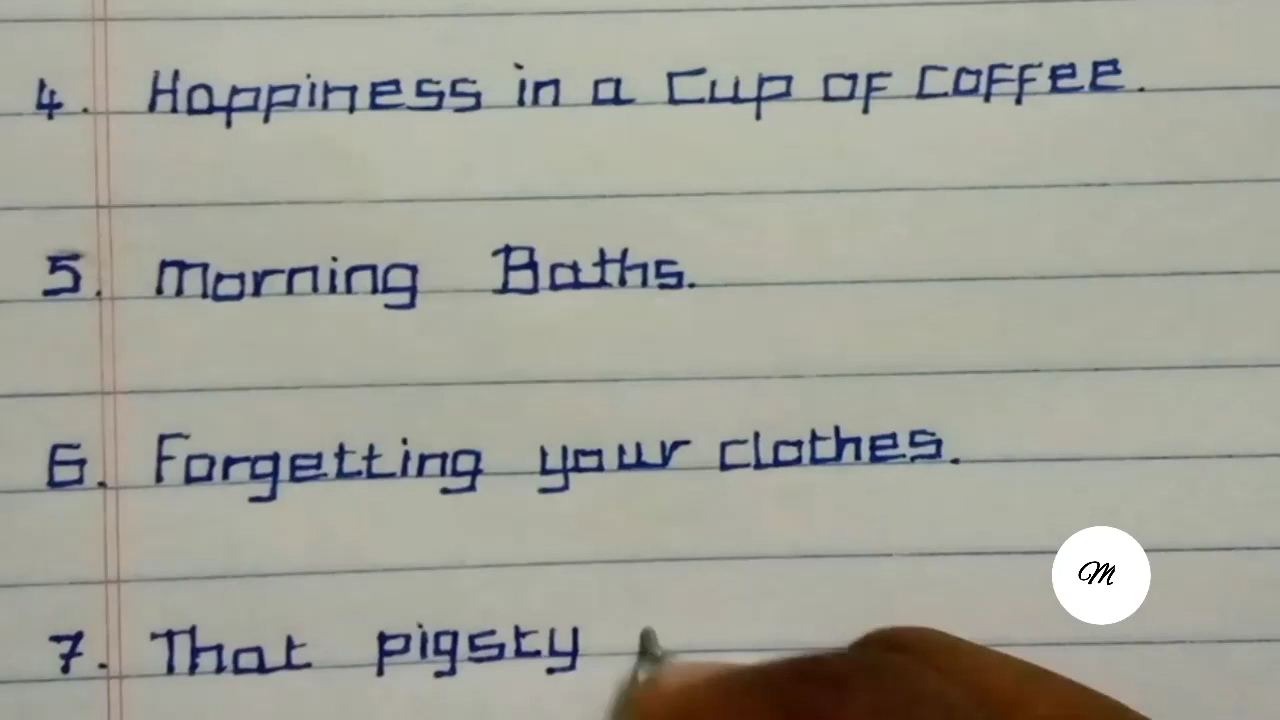 4. Happiness in a Cup OF COFFEE.
5. Morning Baths.
6. Forgetting your clothes.
7. That pigsty
M